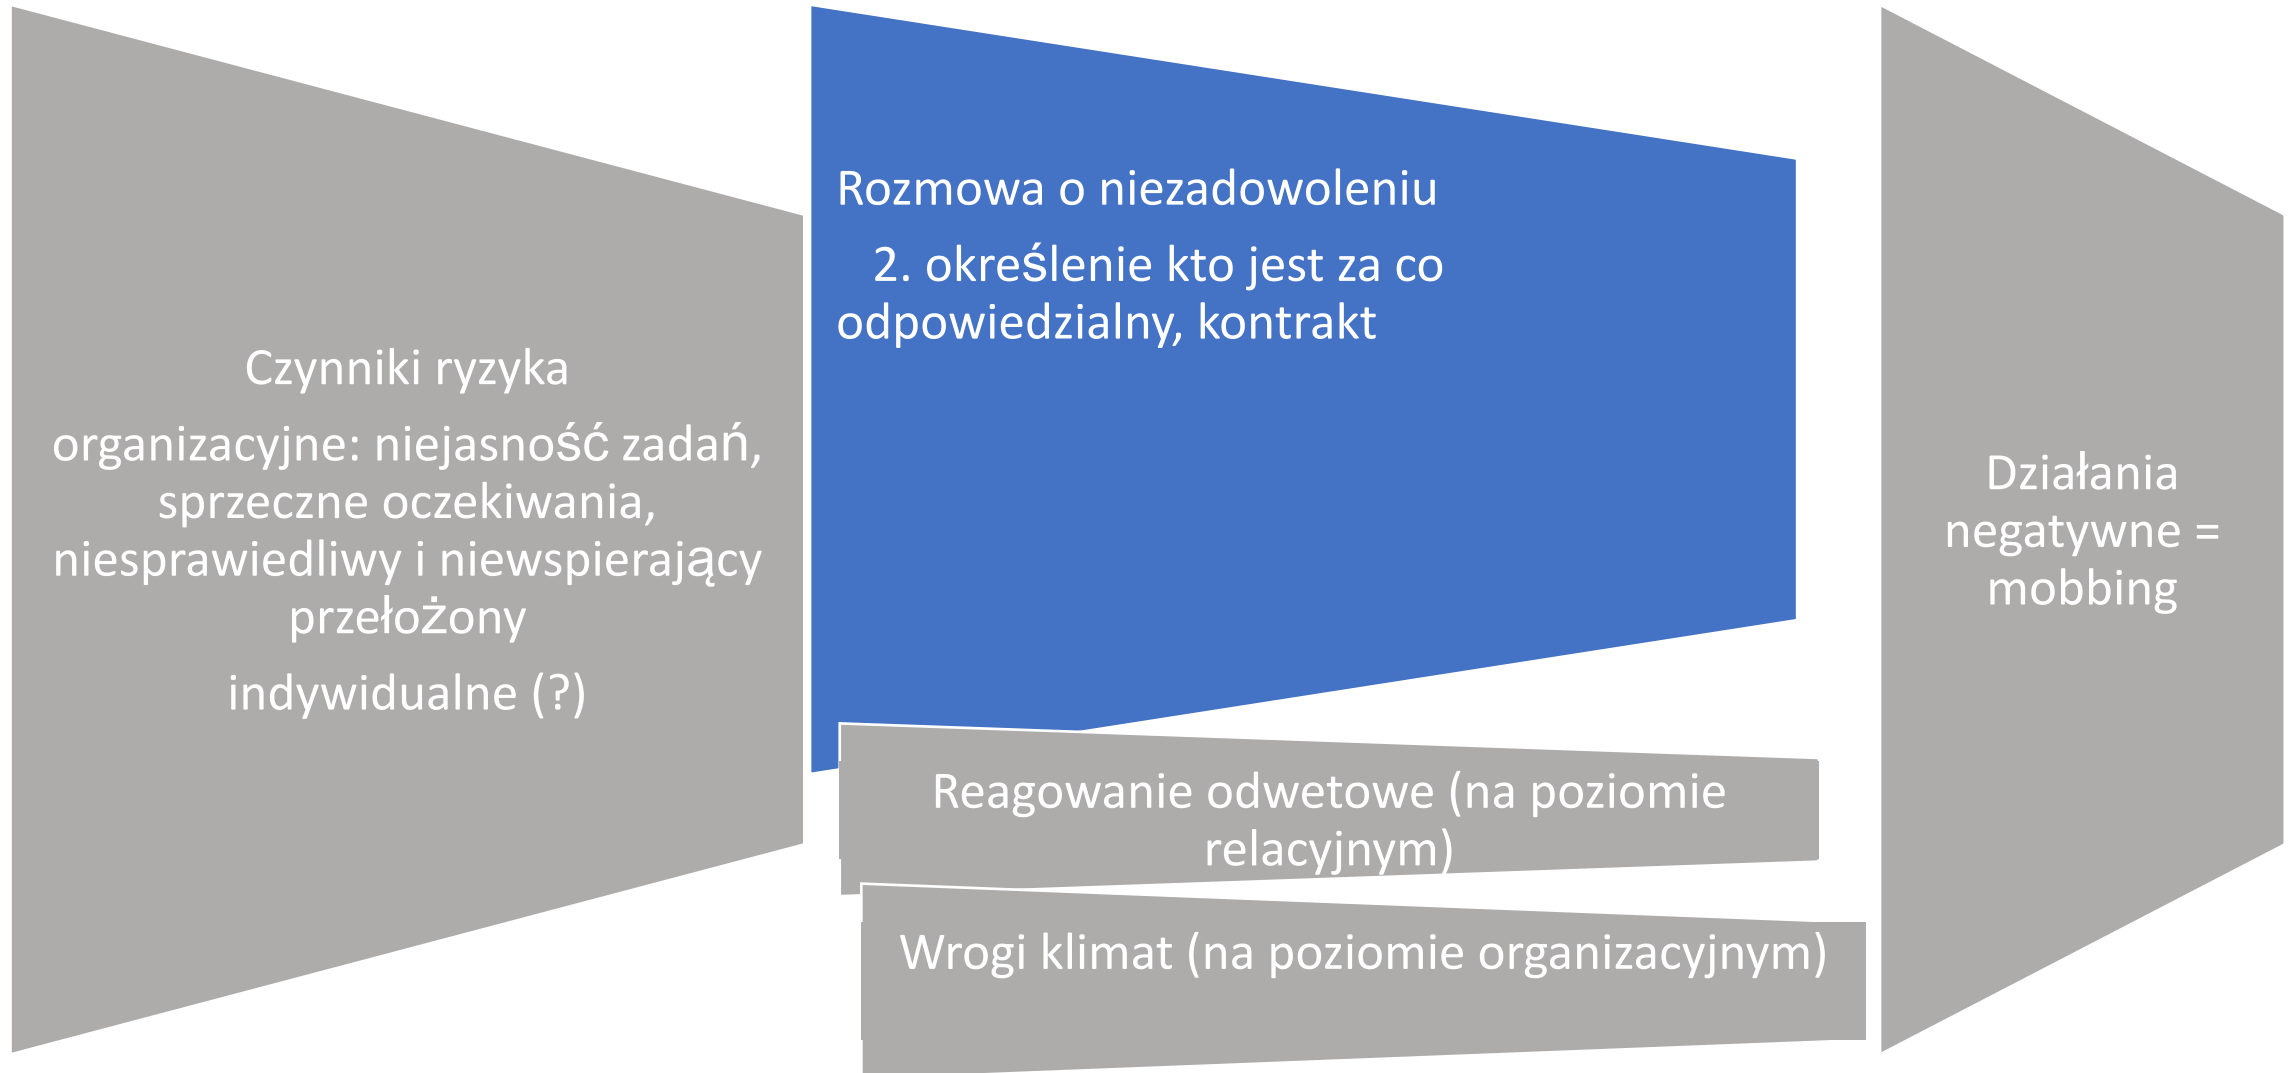 Czynniki ryzyka
organizacyjne: niejasność zadań,
sprzeczne oczekiwania,
niesprawiedliwy i niewspierający
przełożony
indywidualne (?)
Rozmowa o niezadowoleniu
2. określenie kto jest za co
odpowiedzialny, kontrakt
Reagowanie odwetowe (na poziomie
relacyjnym)
Wrogi klimat (na poziomie organizacyjnym)
Działania
negatywne =
mobbing